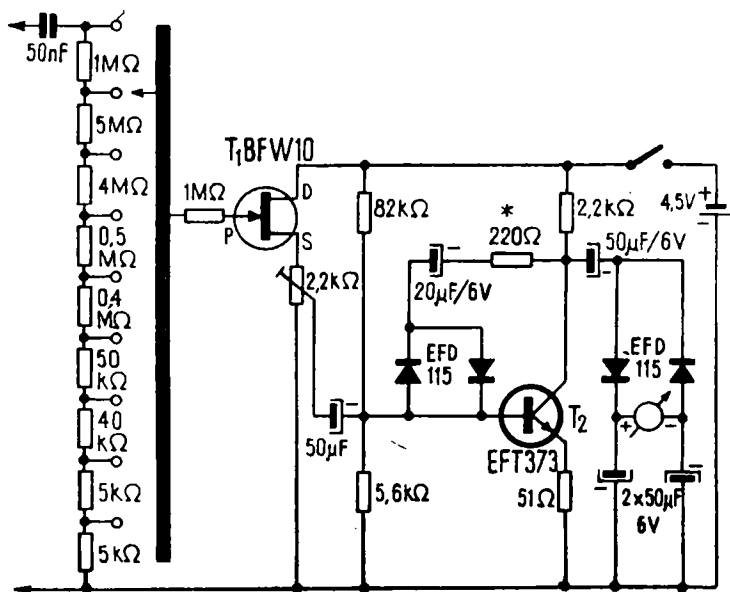 50nF
1MΩ
5MΩ
4MΩ
0,5
MΩ
0,4
MΩ
50
kΩ
40
kΩ
5kΩ
5kΩ
T₁BFW10
1MΩ
P
D
S
2,2kΩ
50µF
–
82kΩ
5,6kΩ
–
20µF/6V
*
220Ω
EFD
115
2,2kΩ
–
50µF/6V
T₂
EFT373
51Ω
EFD
115
+
–
–
2x50µF
6V
–
4,5V
+
–